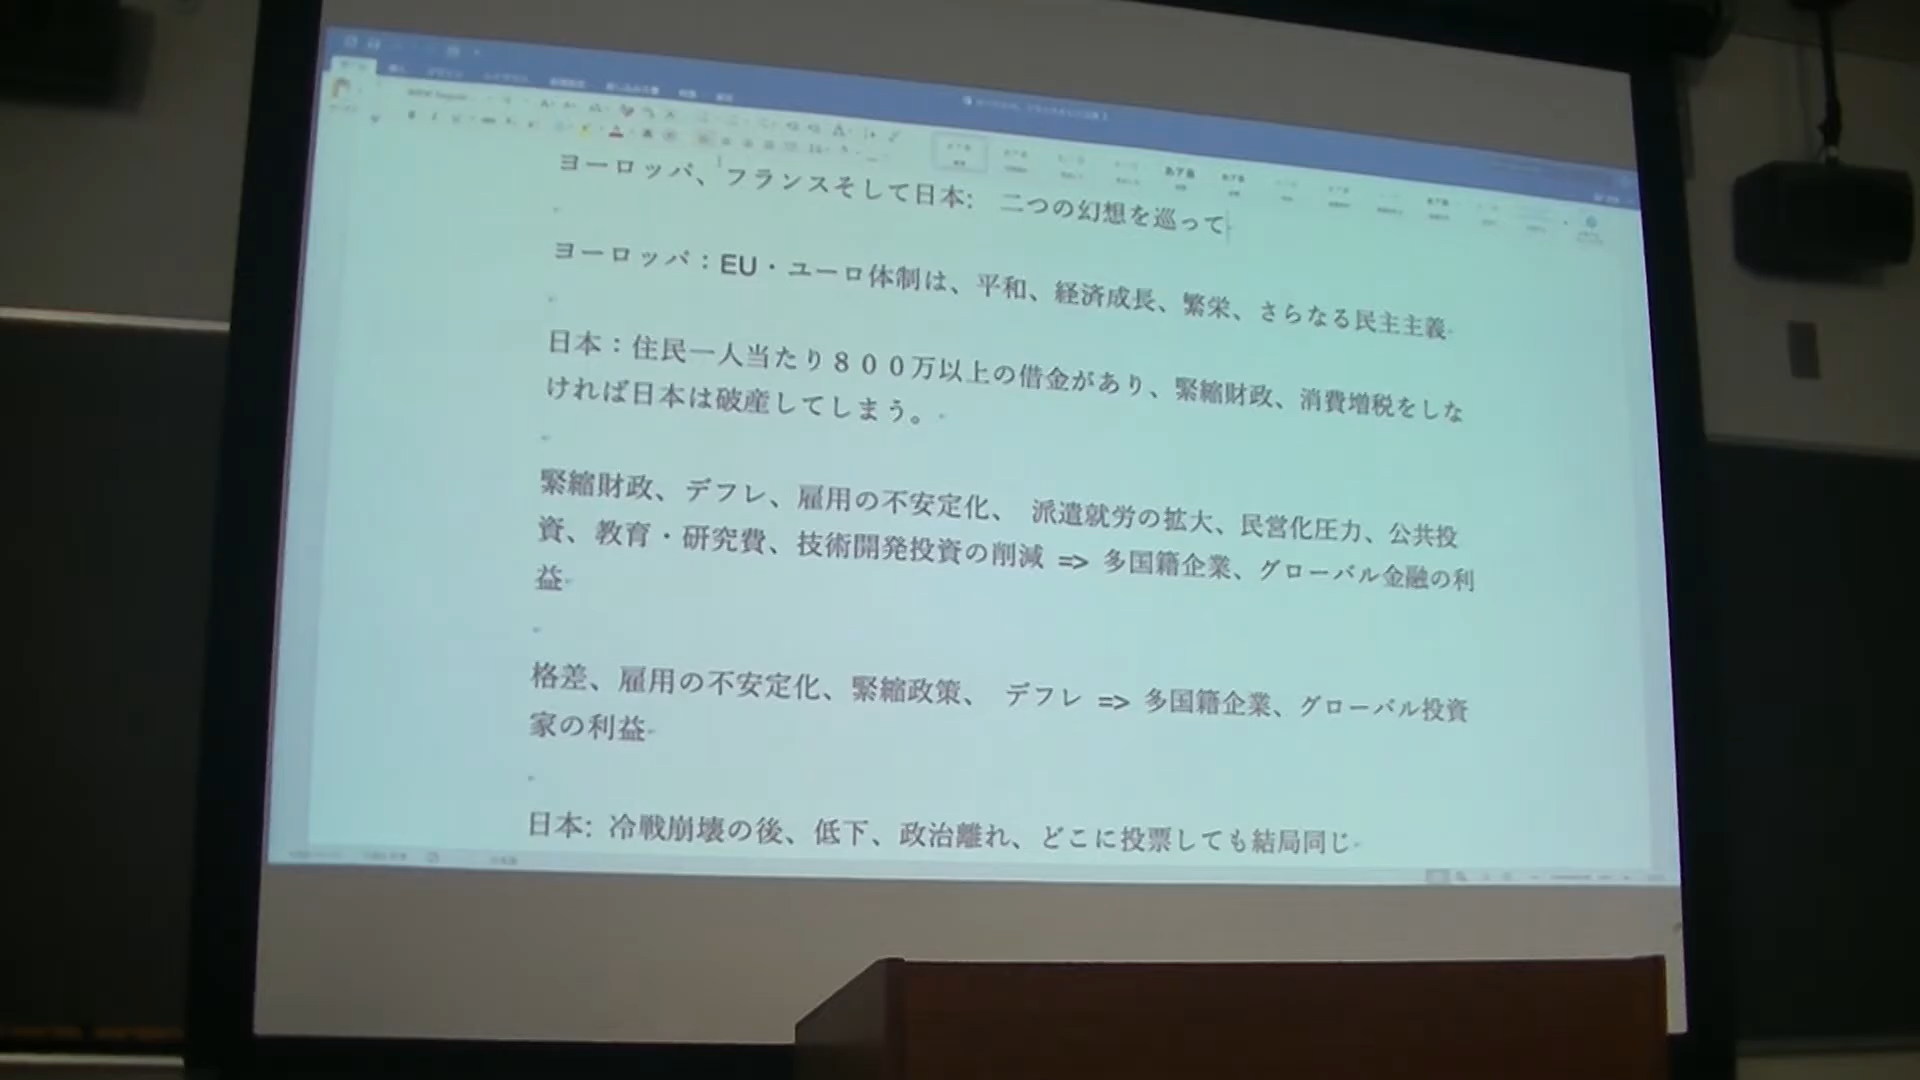 ヨーロッパ、フランスそして日本: 二つの幻想を巡って
ヨーロッパ：EU・ユーロ体制は、平和、経済成長、繁栄、さらなる民主主義
日本：住民一人当たり８００万以上の借金があり、緊縮財政、消費増税をしな
ければ日本は破産してしまう。
緊縮財政、デフレ、雇用の不安定化、 派遣就労の拡大、民営化圧力、公共投
資、教育・研究費、技術開発投資の削減 => 多国籍企業、グローバル金融の利
益
格差、雇用の不安定化、緊縮政策、 デフレ => 多国籍企業、グローバル投資
家の利益
日本: 冷戦崩壊の後、低下、政治離れ、どこに投票しても結局同じ